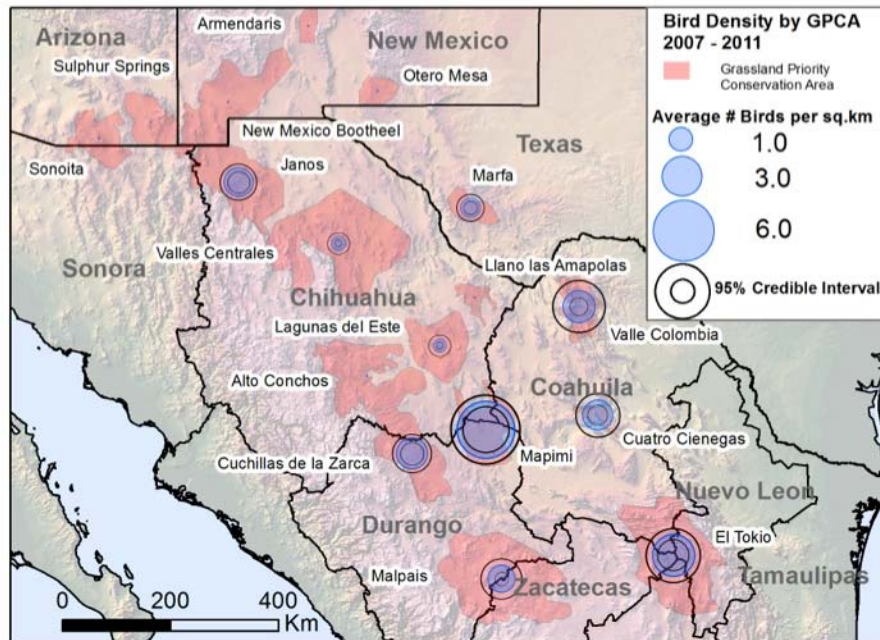 Armendaris
Arizona
New Mexico
Sulphur Springs
Otero Mesa
New Mexico Bootheel
Texas
Sonoita
Janos
Marfa
Valles Centrales
Llano las Amapolas
Sonora
Chihuahua
Lagunas del Este
Valle Colombia
Alto Conchos
Coahuila
Cuatro Cienegas
Cuchillas de la Zarca
Mapimi
Nuevo Leon
Durango
El Tokio
Malpais
Zacatecas
Tamaulipas
0 200 400
Km
Bird Density by GPCA
2007 - 2011
Grassland Priority
Conservation Area
Average # Birds per sq.km
1.0
3.0
6.0
95% Credible Interval